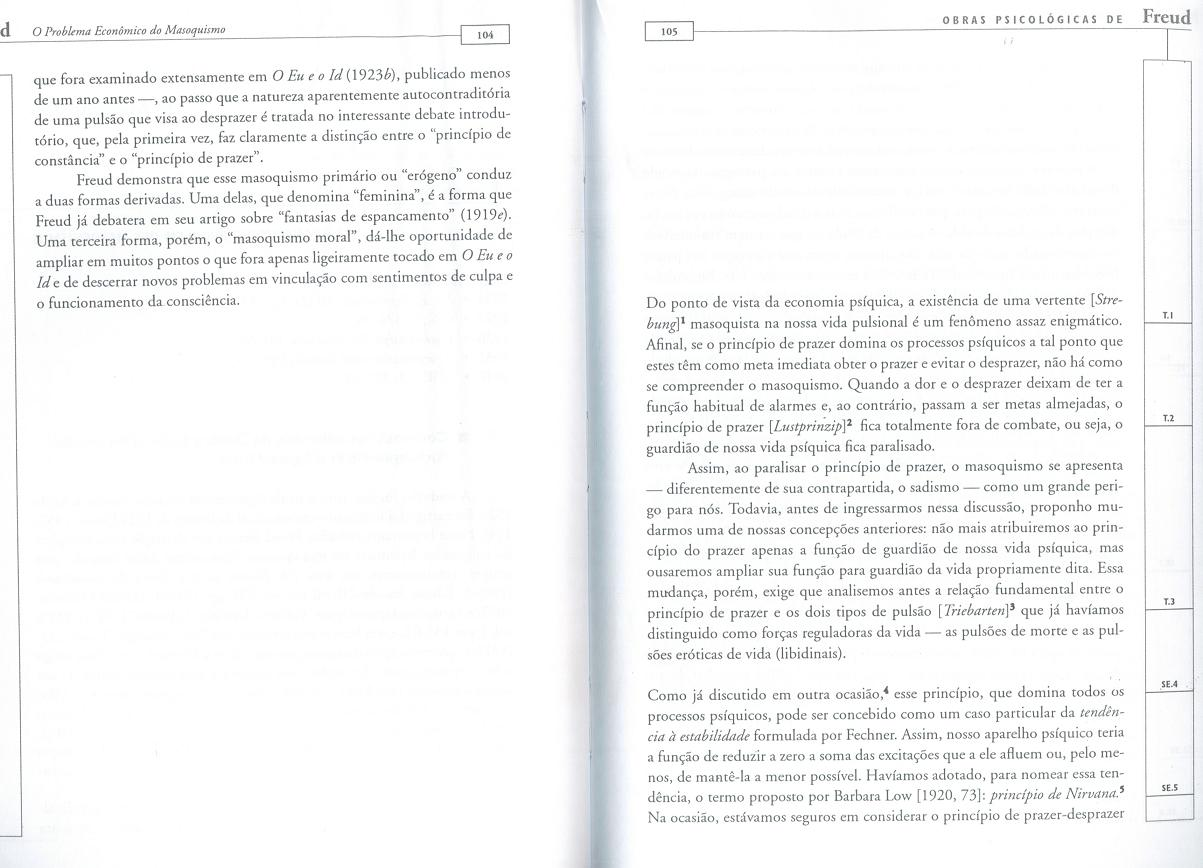 d O Problema Econômico do Masoquismo
104
que fora examinado extensamente em O Eu e o Id (1923b), publicado menos
de um ano antes —, ao passo que a natureza aparentemente autocontraditória
de uma pulsão que visa ao desprazer é tratada no interessante debate introdu-
tório, que, pela primeira vez, faz claramente a distinção entre o “princípio de
constância” e o “princípio de prazer”.
Freud demonstra que esse masoquismo primário ou “erógeno” conduz
a duas formas derivadas. Uma delas, que denomina “feminina”, é a forma que
Freud já debatera em seu artigo sobre “fantasias de espancamento” (1919e).
Uma terceira forma, porém, o “masoquismo moral”, dá-lhe oportunidade de
ampliar em muitos pontos o que fora apenas ligeiramente tocado em O Eu e o
Id e de descerrar novos problemas em vinculação com sentimentos de culpa e
o funcionamento da consciência.
105
OBRAS PSICOLÓGICAS DE Freud
Do ponto de vista da economia psíquica, a existência de uma vertente [Stre-
bung]1 masoquista na nossa vida pulsional é um fenômeno assaz enigmático.
Afinal, se o princípio de prazer domina os processos psíquicos a tal ponto que
estes têm como meta imediata obter o prazer e evitar o desprazer, não há como
se compreender o masoquismo. Quando a dor e o desprazer deixam de ter a
função habitual de alarmes e, ao contrário, passam a ser metas almejadas, o
princípio de prazer [Lustprinzip]2 fica totalmente fora de combate, ou seja, o
guardião de nossa vida psíquica fica paralisado.
Assim, ao paralisar o princípio de prazer, o masoquismo se apresenta
— diferentemente de sua contrapartida, o sadismo — como um grande peri-
go para nós. Todavia, antes de ingressarmos nessa discussão, proponho mu-
darmos uma de nossas concepções anteriores: não mais atribuiremos ao prin-
cípio do prazer apenas a função de guardião de nossa vida psíquica, mas
ousaremos ampliar sua função para guardião da vida propriamente dita. Essa
mudança, porém, exige que analisemos antes a relação fundamental entre o
princípio de prazer e os dois tipos de pulsão [Triebarten]3 que já havíamos
distinguido como forças reguladoras da vida — as pulsões de morte e as pul-
sões eróticas de vida (libidinais).
Como já discutido em outra ocasião,4 esse princípio, que domina todos os
processos psíquicos, pode ser concebido como um caso particular da tendên-
cia à estabilidade formulada por Fechner. Assim, nosso aparelho psíquico teria
a função de reduzir a zero a soma das excitações que a ele afluem ou, pelo me-
nos, de mantê-la a menor possível. Havíamos adotado, para nomear essa ten-
dência, o termo proposto por Barbara Low [1920, 73]: princípio de Nirvana.5
Na ocasião, estávamos seguros em considerar o princípio de prazer-desprazer
T.1
T.2
T.3
SE.4
SE.5